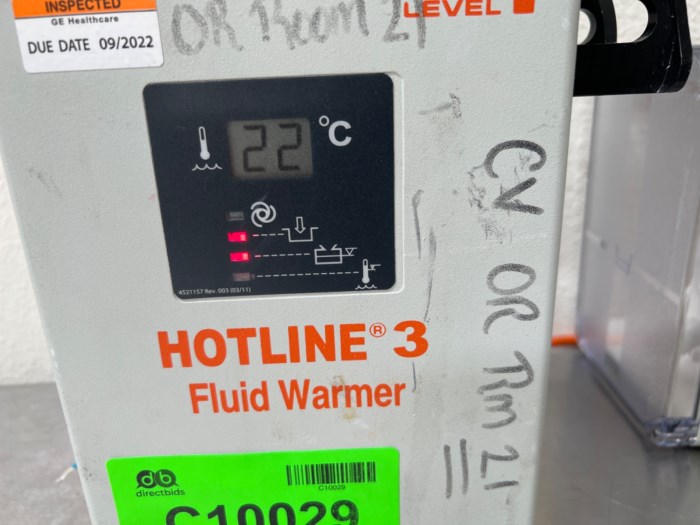 INSPECTED
GE Healthcare
DUE DATE 09/2022
OR Room 21
LEVEL 1
22 °C
4521157 Rev. 003 (03/11)
HOTLINE® 3
Fluid Warmer
CV OR Rm 21
db
directbids
C10029
C10029